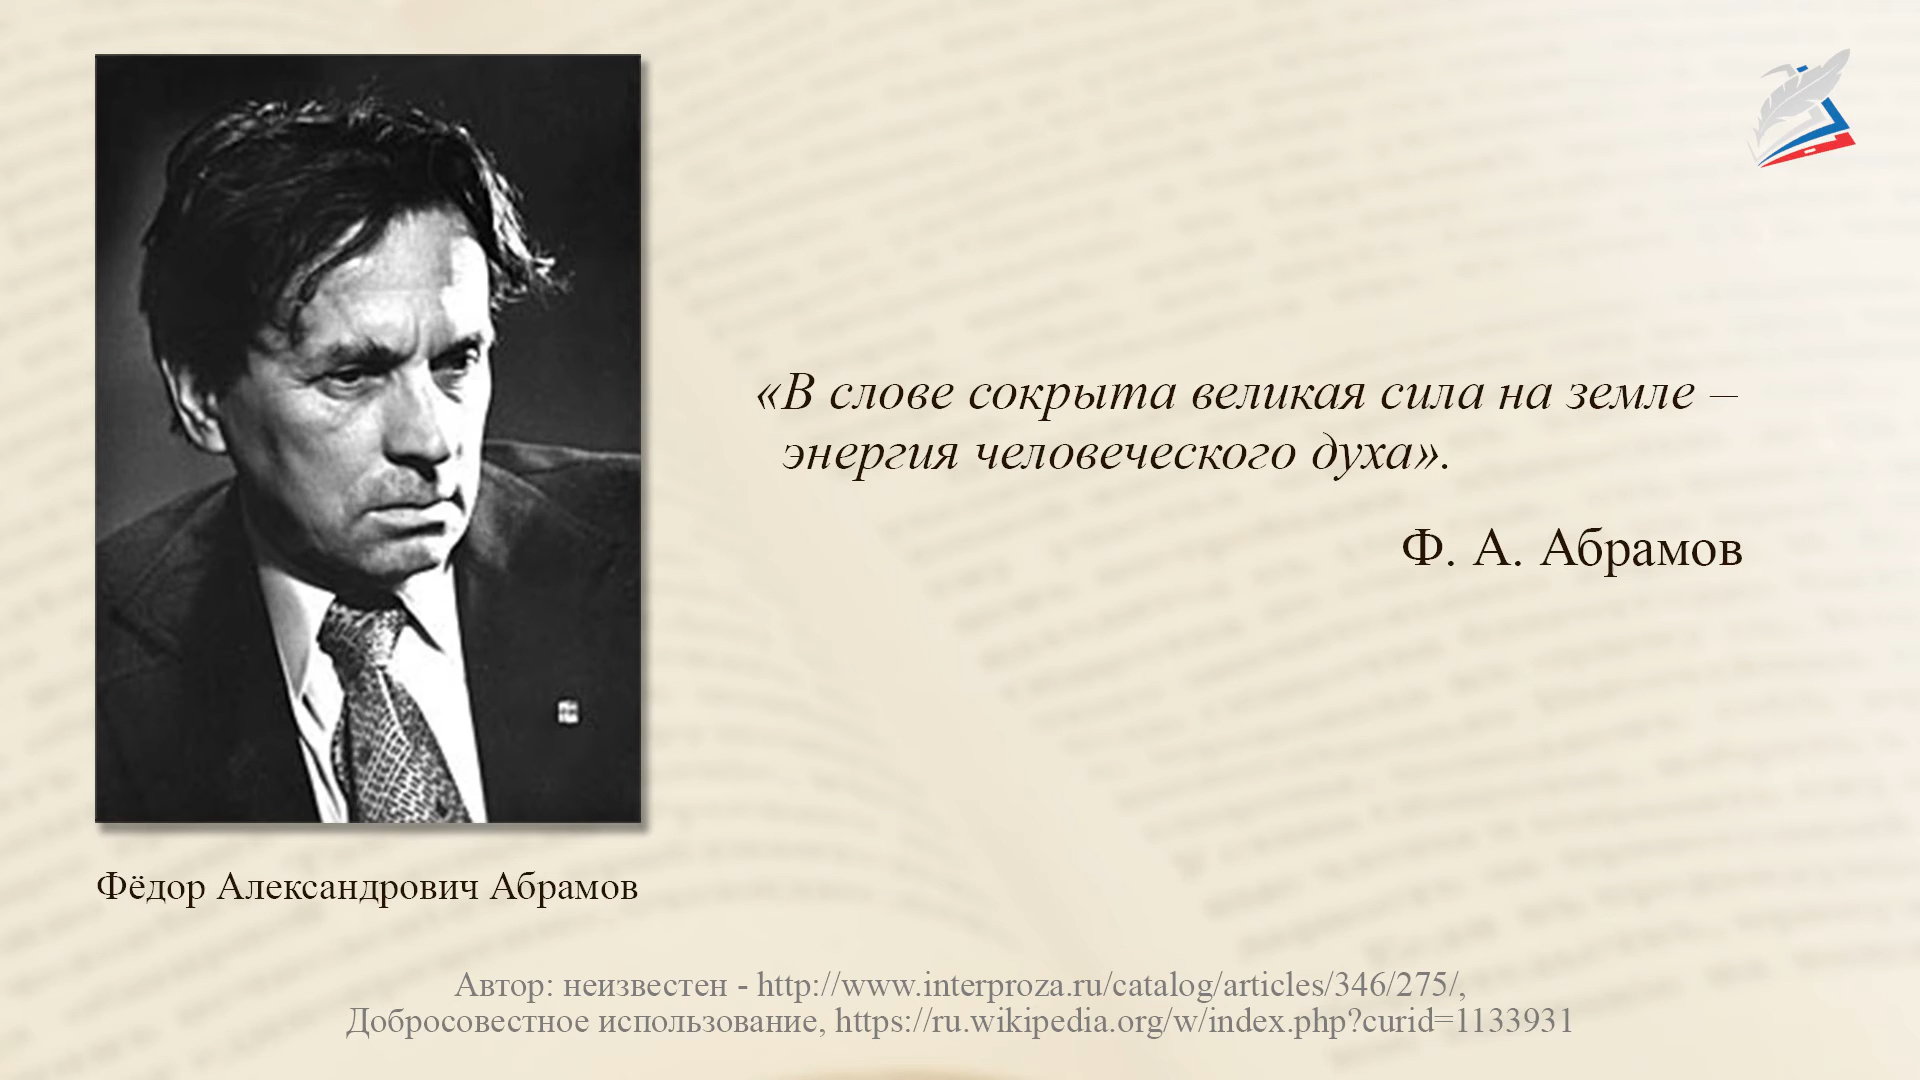 «В слове сокрыта великая сила на земле –
энергия человеческого духа».
Ф. А. Абрамов
Фёдор Александрович Абрамов
Автор: неизвестен - http://www.interproza.ru/catalog/articles/346/275/,
Добросовестное использование, https://ru.wikipedia.org/w/index.php?curid=1133931